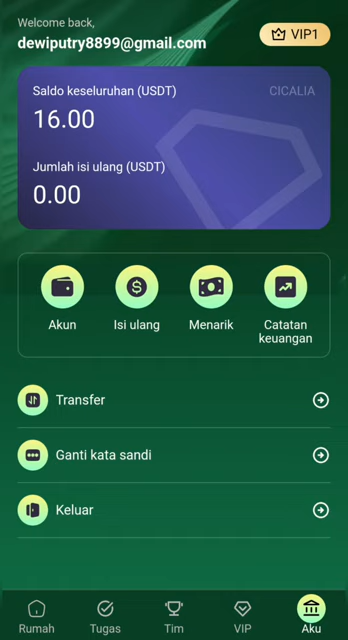 Welcome back,
dewiputry8899@gmail.com
VIP1
Saldo keseluruhan (USDT)
CICALIA
16.00
Jumlah isi ulang (USDT)
0.00
Akun
Isi ulang
Menarik
Catatan
keuangan
Transfer
Ganti kata sandi
Keluar
Rumah
Tugas
Tim
VIP
Aku